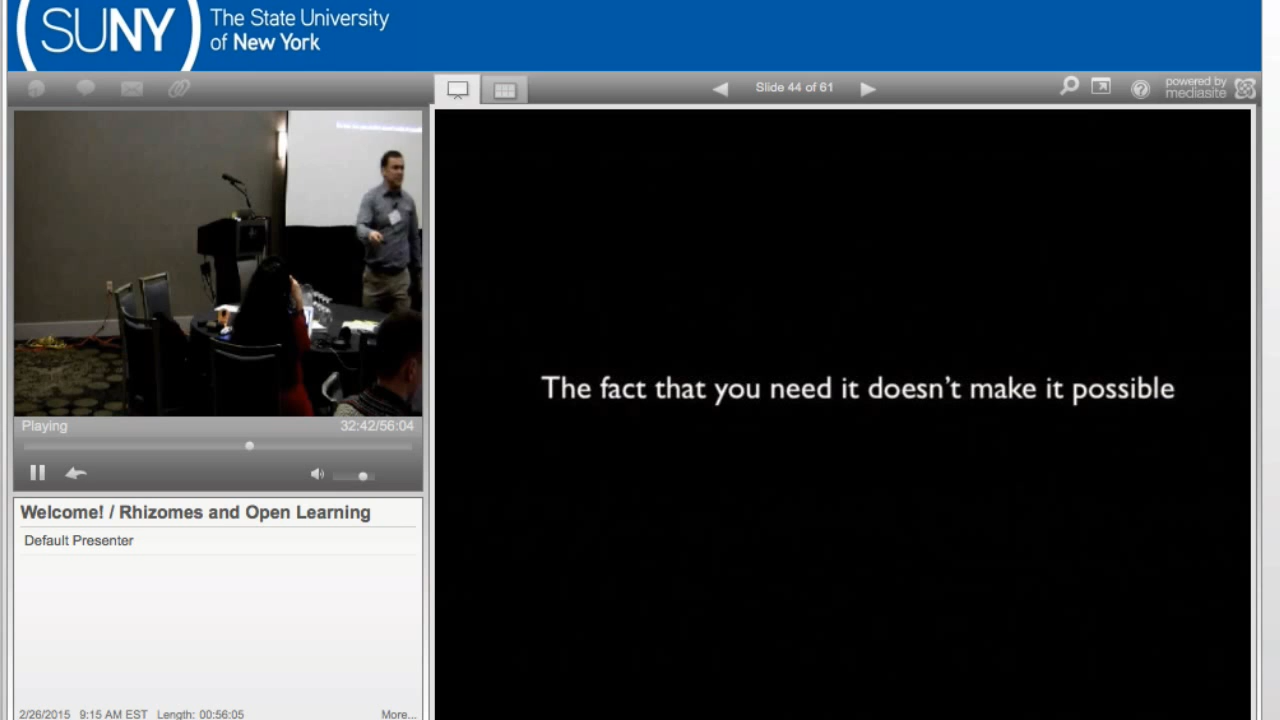 SUNY
The State University
of New York
Slide 44 of 61
powered by
mediasite
The fact that you need it doesn't make it possible
Playing
32:42/56:04
Welcome! / Rhizomes and Open Learning
Default Presenter
2/26/2015 9:15 AM EST Length: 00:56:05
More...